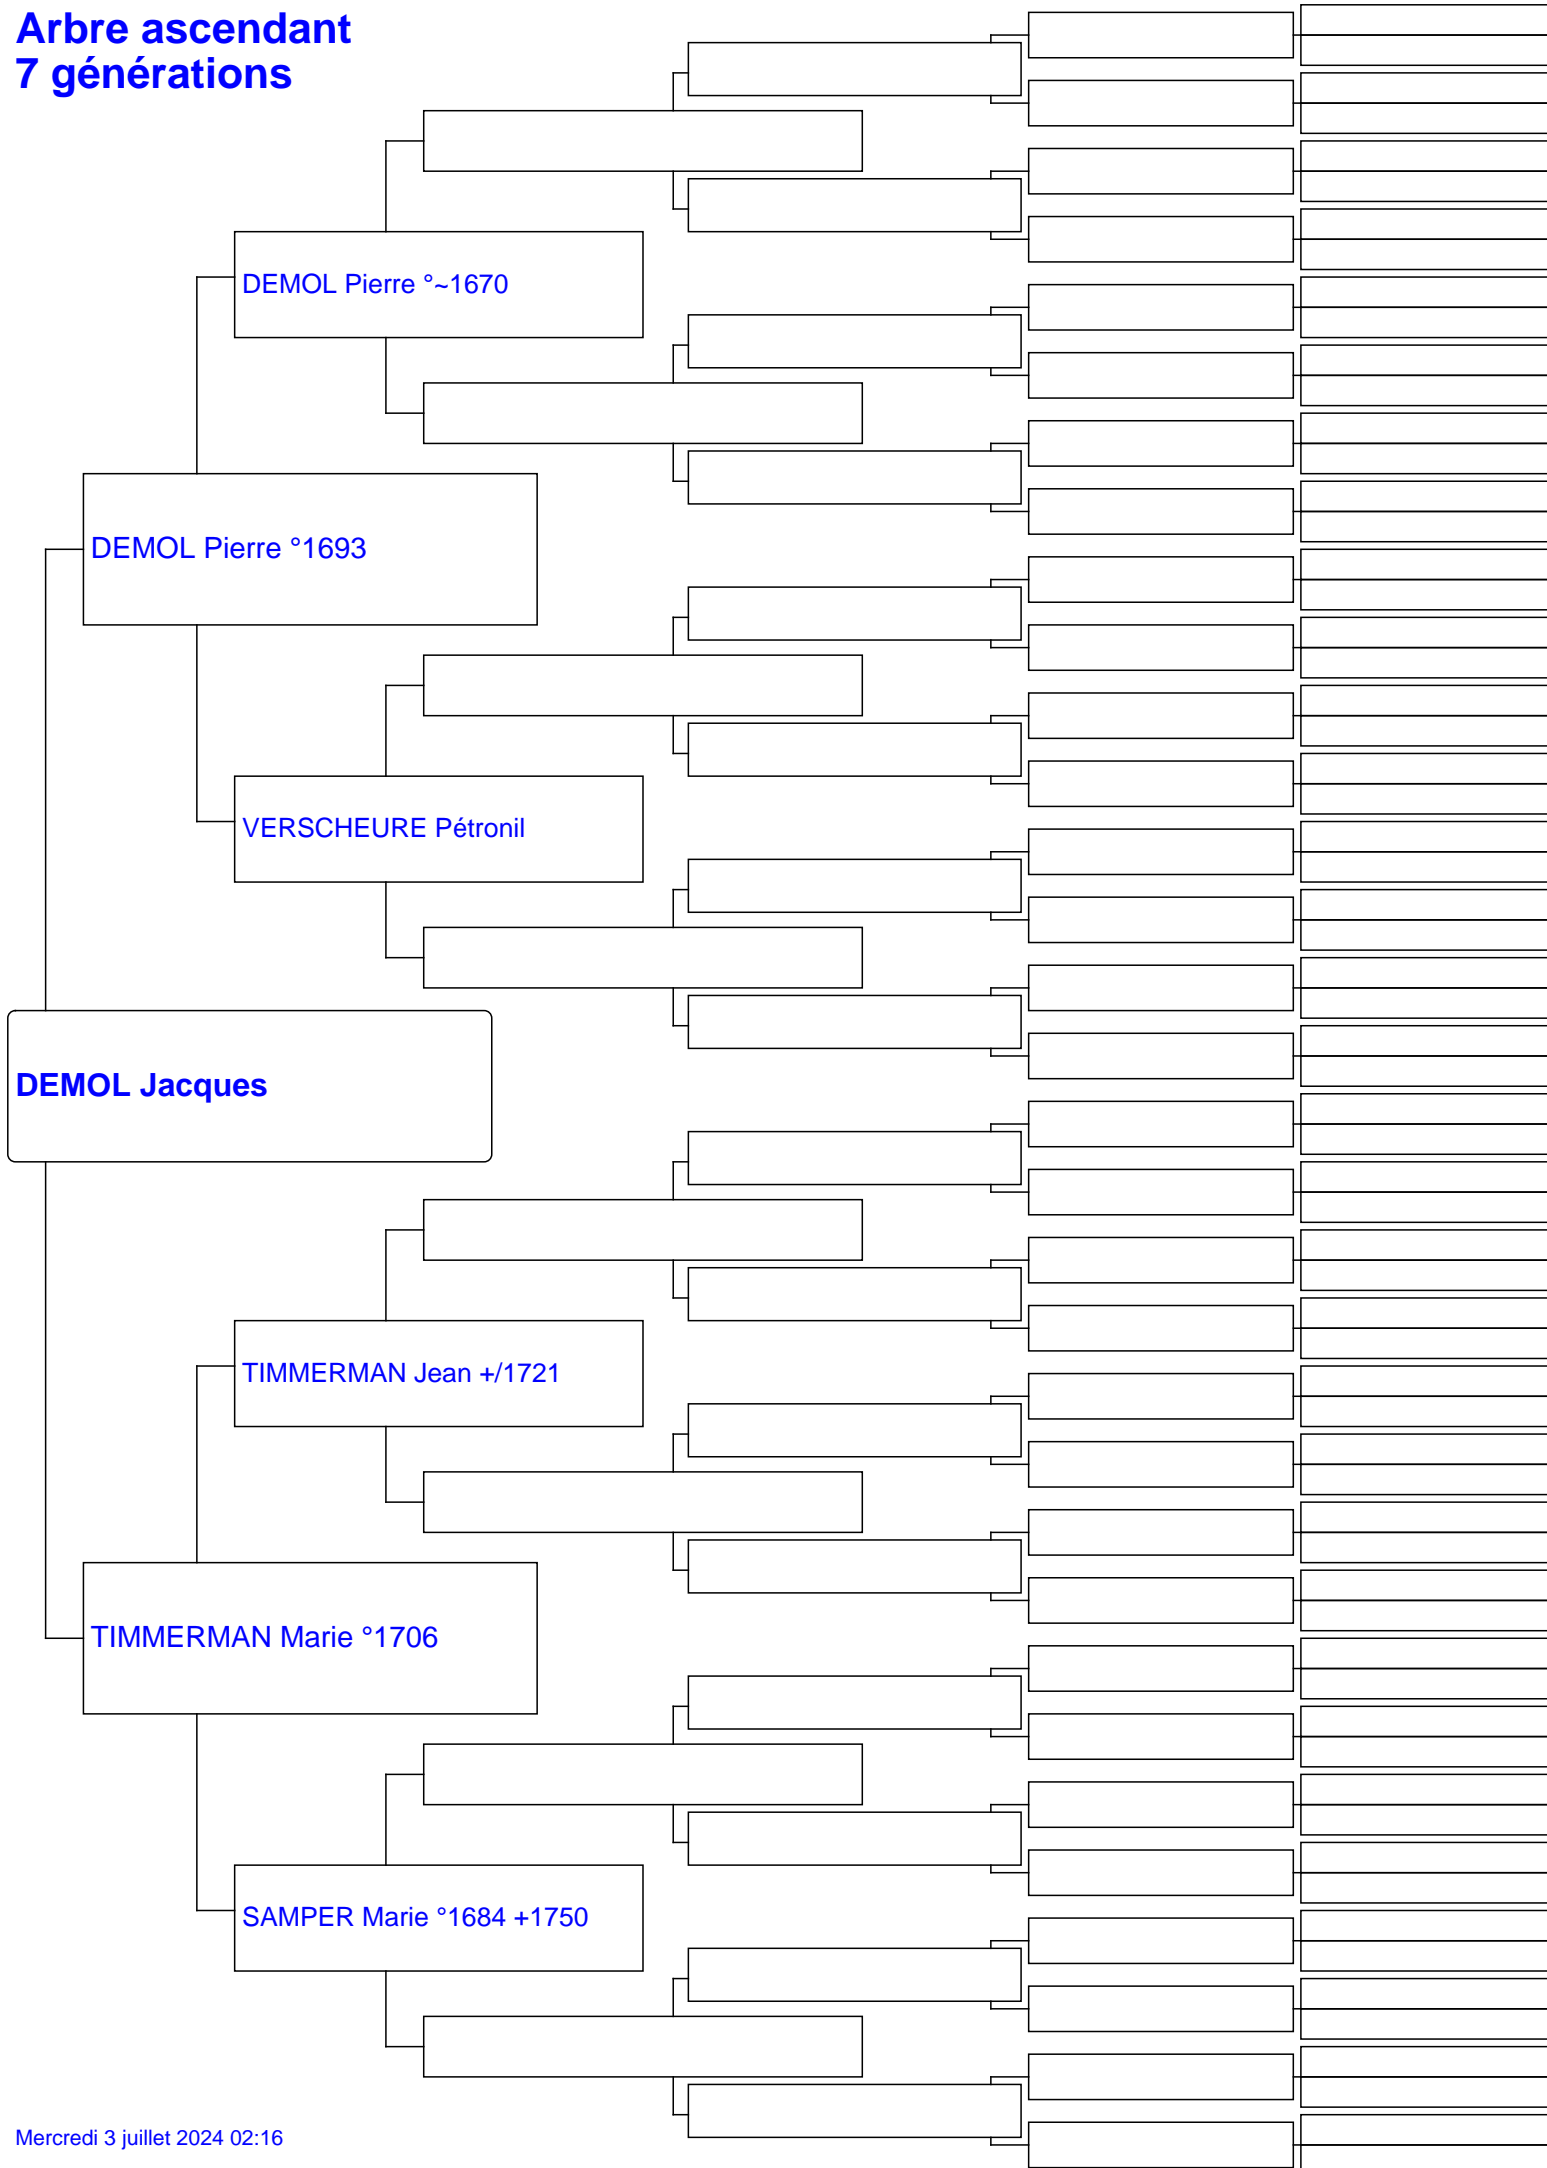 Arbre ascendant
7 générations
DEMOL Pierre °~1670
DEMOL Pierre °1693
VERSCHEURE Pétronil
DEMOL Jacques
TIMMERMAN Jean +/1721
TIMMERMAN Marie °1706
SAMPER Marie °1684 +1750
Mercredi 3 juillet 2024 02:16